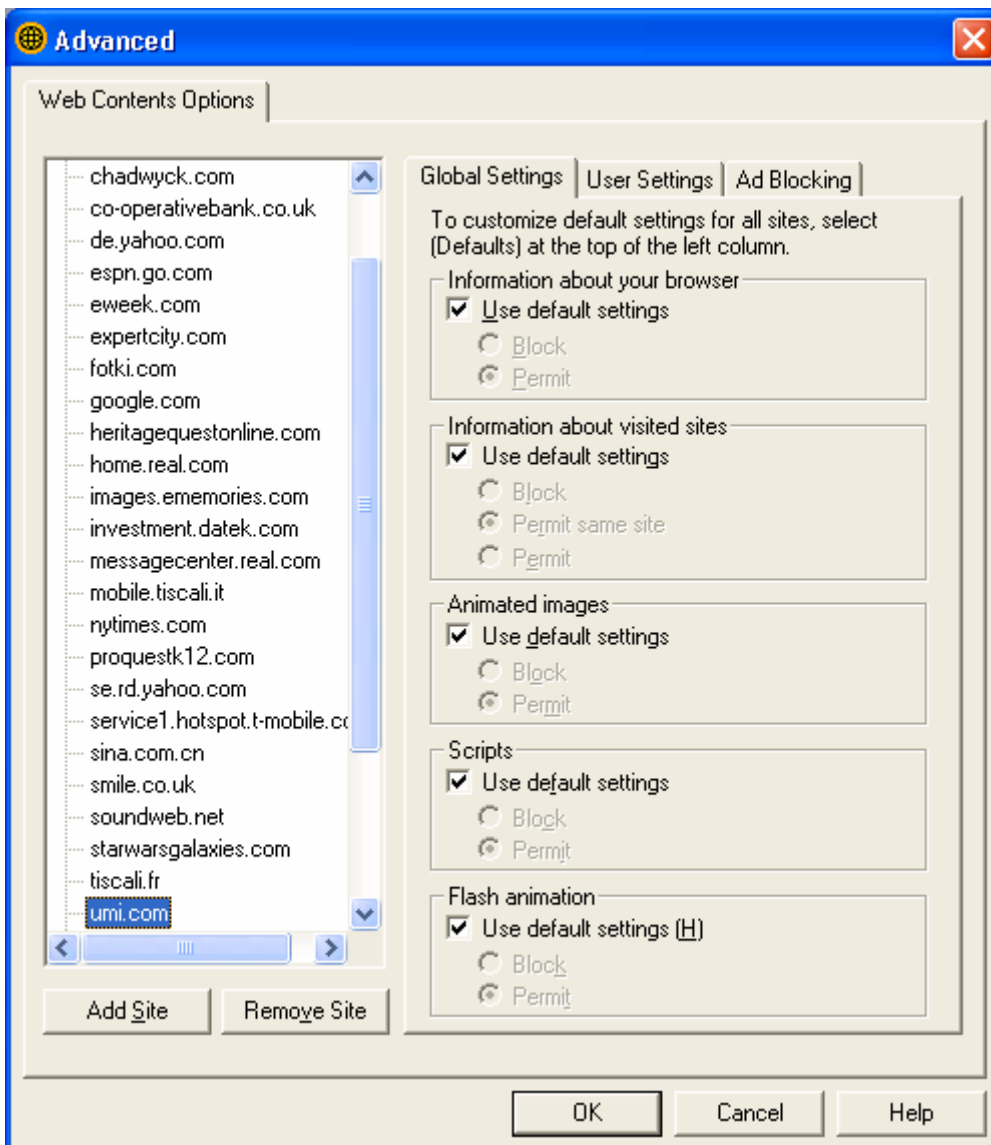 Advanced
Web Contents Options
chadwyck.com
co-operativebank.co.uk
de.yahoo.com
espn.go.com
eweek.com
expertcity.com
fotki.com
google.com
heritagequestonline.com
home.real.com
images.ememories.com
investment.datek.com
messagecenter.real.com
mobile.tiscali.it
nytimes.com
proquestk12.com
se.rd.yahoo.com
service1.hotspot.t-mobile.co
sina.com.cn
smile.co.uk
soundweb.net
starwarsgalaxies.com
tiscali.fr
umi.com
Add Site
Remove Site
Global Settings
User Settings
Ad Blocking
To customize default settings for all sites, select
(Defaults) at the top of the left column.
Information about your browser
Use default settings
Block
Permit
Information about visited sites
Use default settings
Block
Permit same site
Permit
Animated images
Use default settings
Block
Permit
Scripts
Use default settings
Block
Permit
Flash animation
Use default settings (H)
Block
Permit
OK
Cancel
Help